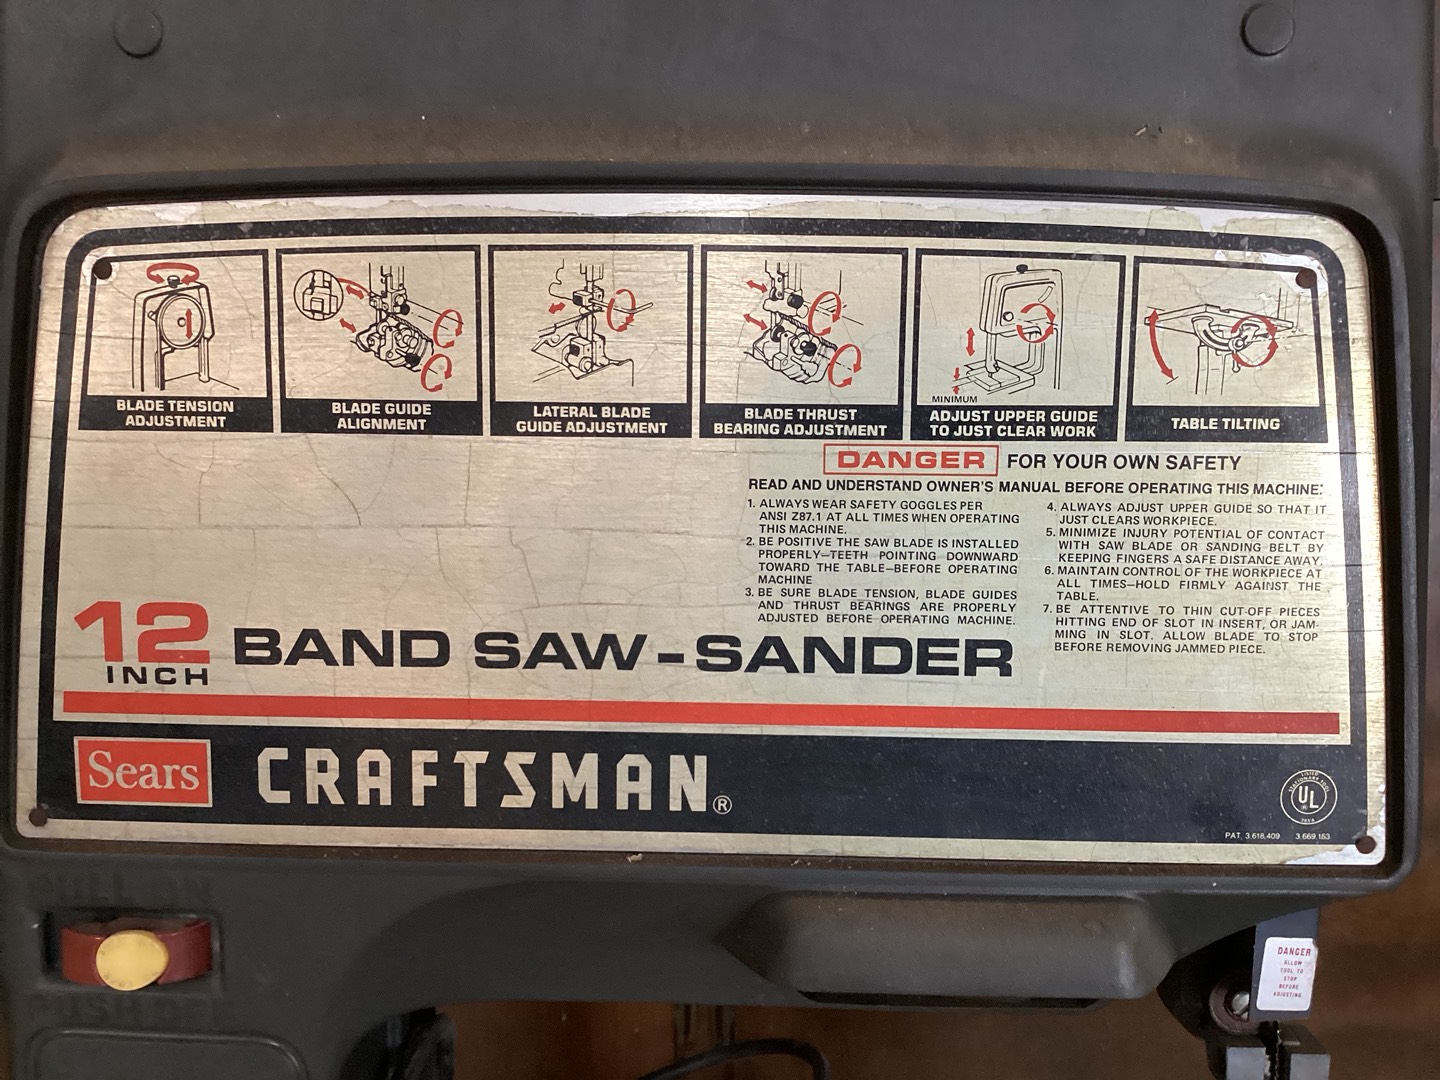 BLADE TENSION
ADJUSTMENT
BLADE GUIDE
ALIGNMENT
LATERAL BLADE
GUIDE ADJUSTMENT
BLADE THRUST
BEARING ADJUSTMENT
MINIMUM
ADJUST UPPER GUIDE
TO JUST CLEAR WORK
TABLE TILTING
DANGER FOR YOUR OWN SAFETY
READ AND UNDERSTAND OWNER'S MANUAL BEFORE OPERATING THIS MACHINE:
1. ALWAYS WEAR SAFETY GOGGLES PER
ANSI Z87.1 AT ALL TIMES WHEN OPERATING
THIS MACHINE.
2. BE POSITIVE THE SAW BLADE IS INSTALLED
PROPERLY—TEETH POINTING DOWNWARD
TOWARD THE TABLE—BEFORE OPERATING
MACHINE
3. BE SURE BLADE TENSION, BLADE GUIDES
AND THRUST BEARINGS ARE PROPERLY
ADJUSTED BEFORE OPERATING MACHINE.
4. ALWAYS ADJUST UPPER GUIDE SO THAT IT
JUST CLEARS WORKPIECE.
5. MINIMIZE INJURY POTENTIAL OF CONTACT
WITH SAW BLADE OR SANDING BELT BY
KEEPING FINGERS A SAFE DISTANCE AWAY.
6. MAINTAIN CONTROL OF THE WORKPIECE AT
ALL TIMES—HOLD FIRMLY AGAINST THE
TABLE.
7. BE ATTENTIVE TO THIN CUT-OFF PIECES
HITTING END OF SLOT IN INSERT, OR JAM-
MING IN SLOT. ALLOW BLADE TO STOP
BEFORE REMOVING JAMMED PIECE.
12
INCH
BAND SAW-SANDER
Sears
CRAFTSMAN®
LISTED
UL
PAT. 3,618,409 3,669,163
PULL ON
PUSH OFF
DANGER
ALLOW
TOOL TO
STOP
BEFORE
ADJUSTING